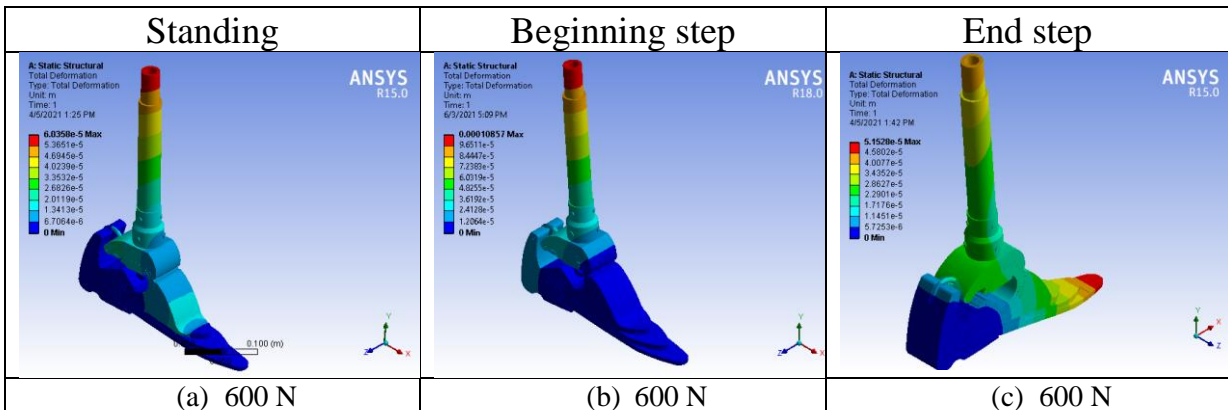 Standing
Beginning step
End step
A: Static Structural
Total Deformation
Type: Total Deformation
Unit: m
Time: 1
4/5/2021 1:25 PM
ANSYS
R15.0
6.0358e-5 Max
5.3651e-5
4.6945e-5
4.0239e-5
3.3532e-5
2.6826e-5
2.0119e-5
1.3413e-5
6.7064e-6
0 Min
0.100 (m)
Y
Z
X
A: Static Structural
Total Deformation
Type: Total Deformation
Unit: m
Time: 1
6/3/2021 5:09 PM
ANSYS
R18.0
0.00010857 Max
9.6511e-5
8.4447e-5
7.2383e-5
6.0319e-5
4.8255e-5
3.6192e-5
2.4128e-5
1.2064e-5
0 Min
Y
Z
X
A: Static Structural
Total Deformation
Type: Total Deformation
Unit: m
Time: 1
4/5/2021 1:42 PM
ANSYS
R15.0
5.1528e-5 Max
4.5802e-5
4.0077e-5
3.4352e-5
2.8627e-5
2.2901e-5
1.7176e-5
1.1451e-5
5.7253e-6
0 Min
Y
X
Z
(a) 600 N
(b) 600 N
(c) 600 N